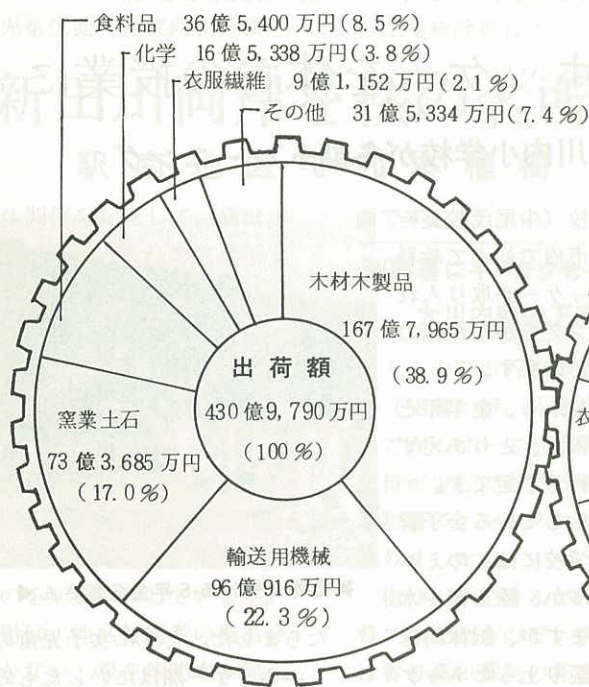 食料品 36億5,400万円(8.5%)
化学 16億5,338万円(3.8%)
衣服繊維 9億1,152万円(2.1%)
その他 31億5,334万円(7.4%)
木材木製品
167億7,965万円
(38.9%)
出荷額
430億9,790万円
(100%)
窯業土石
73億3,685万円
(17.0%)
輸送用機械
96億916万円
(22.3%)
衣